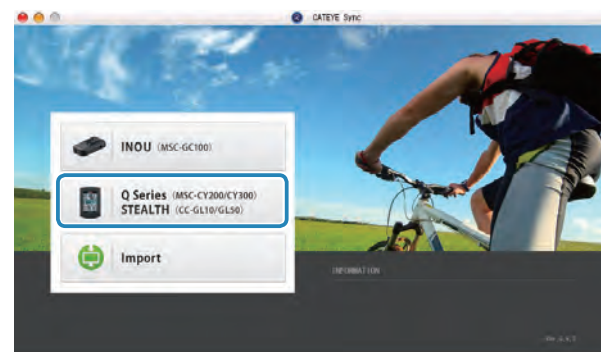 CATEYE Sync
INOU (MSC-GC100)
Q Series (MSC-CY200/CY300)
STEALTH (CC-GL10/GL50)
Import
INFORMATION